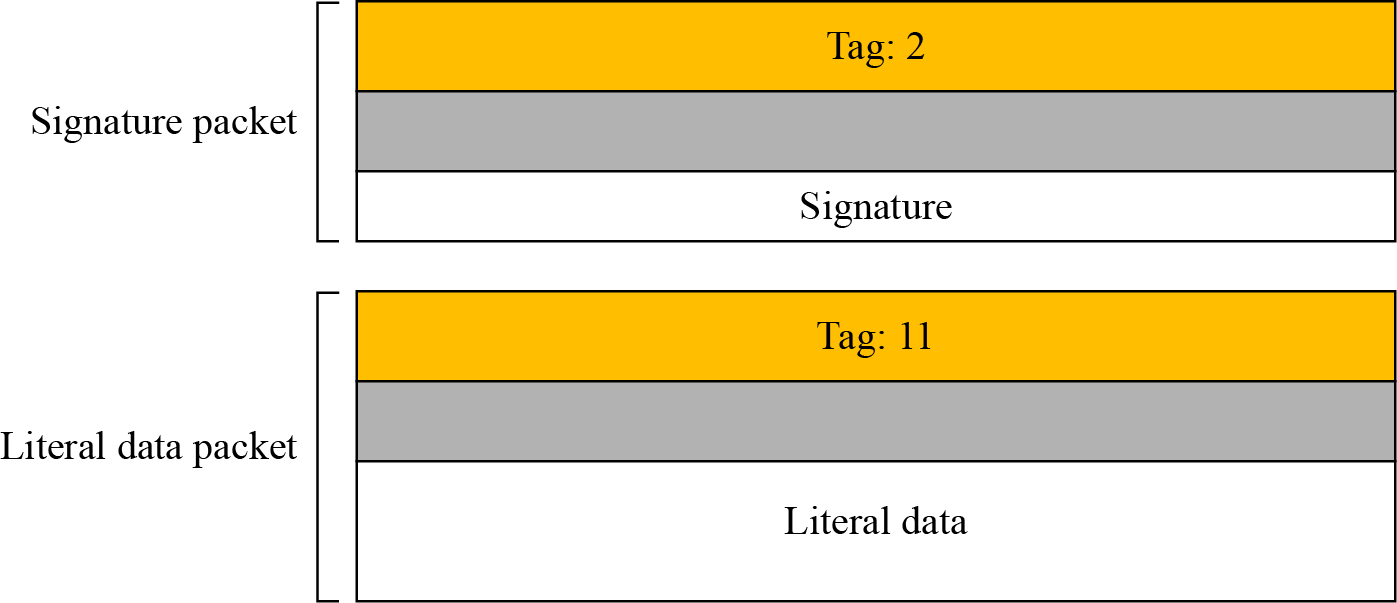 Tag: 2
Signature packet
Signature
Tag: 11
Literal data packet
Literal data